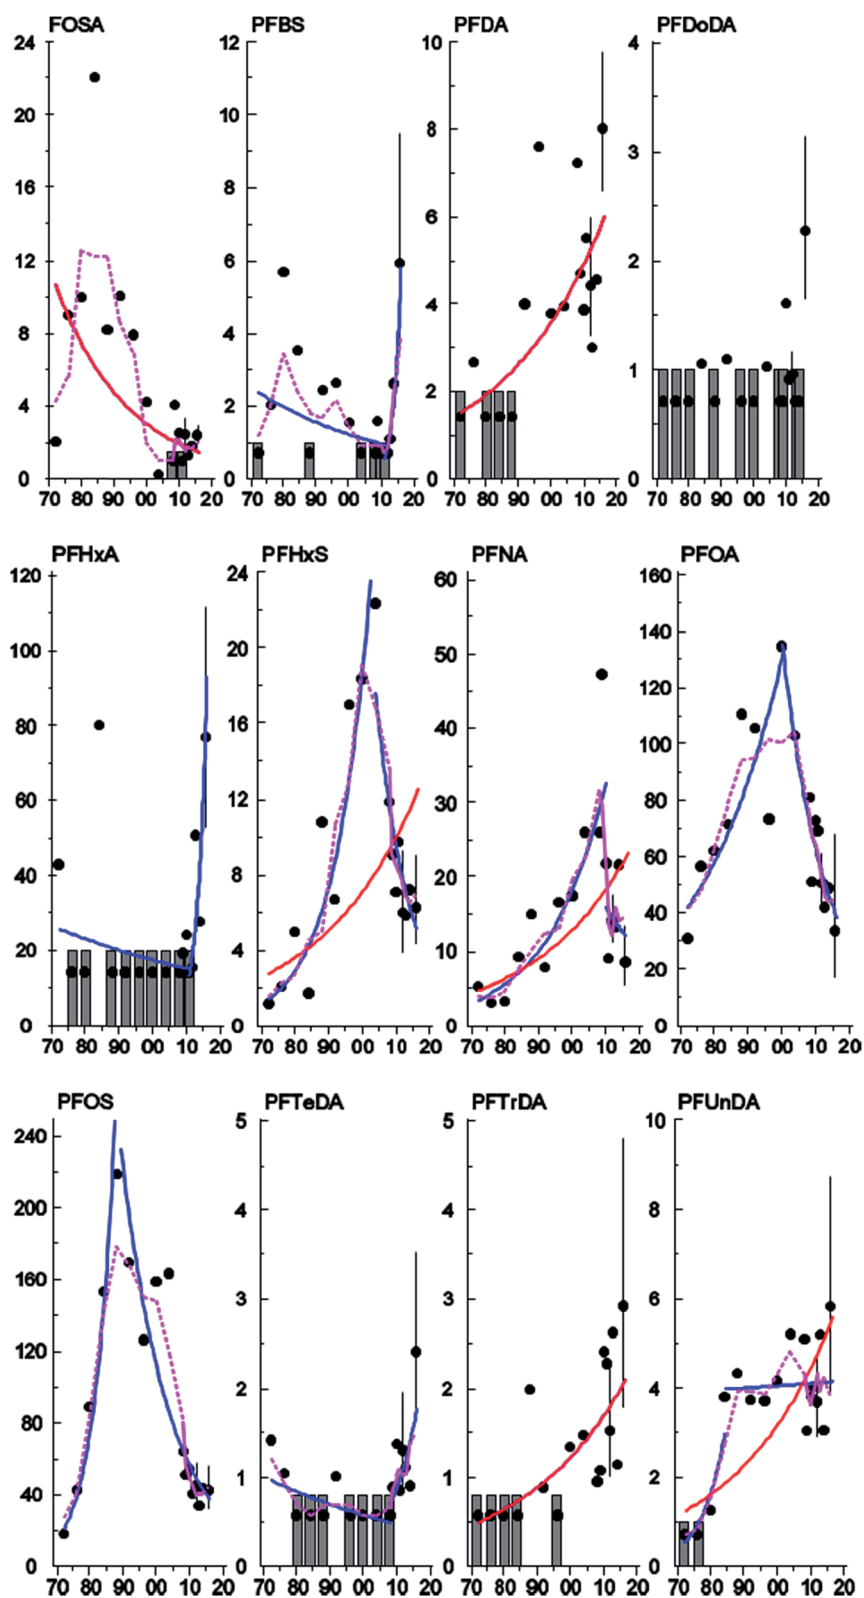 FOSA PFBS PFDA PFDoDA
24 12 10 4
20 10 8
16 8 3
12 6 6 2
8 4 4
4 2 2 1
0 0 0 0
70 80 90 00 10 20 70 80 90 00 10 20 70 80 90 00 10 20 70 80 90 00 10 20
PFHxA PFHxS PFNA PFOA
120 24 60 160
100 20 50 140
80 16 40 120
60 12 30 100
40 8 20 80
20 4 10 60
0 0 0 40
20
0
70 80 90 00 10 20 70 80 90 00 10 20 70 80 90 00 10 20 70 80 90 00 10 20
PFOS PFTeDA PFTrDA PFUnDA
240 5 5 10
200 4 4 8
160 3 3 6
120 2 2 4
80 1 1 2
40 0 0 0
0
70 80 90 00 10 20 70 80 90 00 10 20 70 80 90 00 10 20 70 80 90 00 10 20